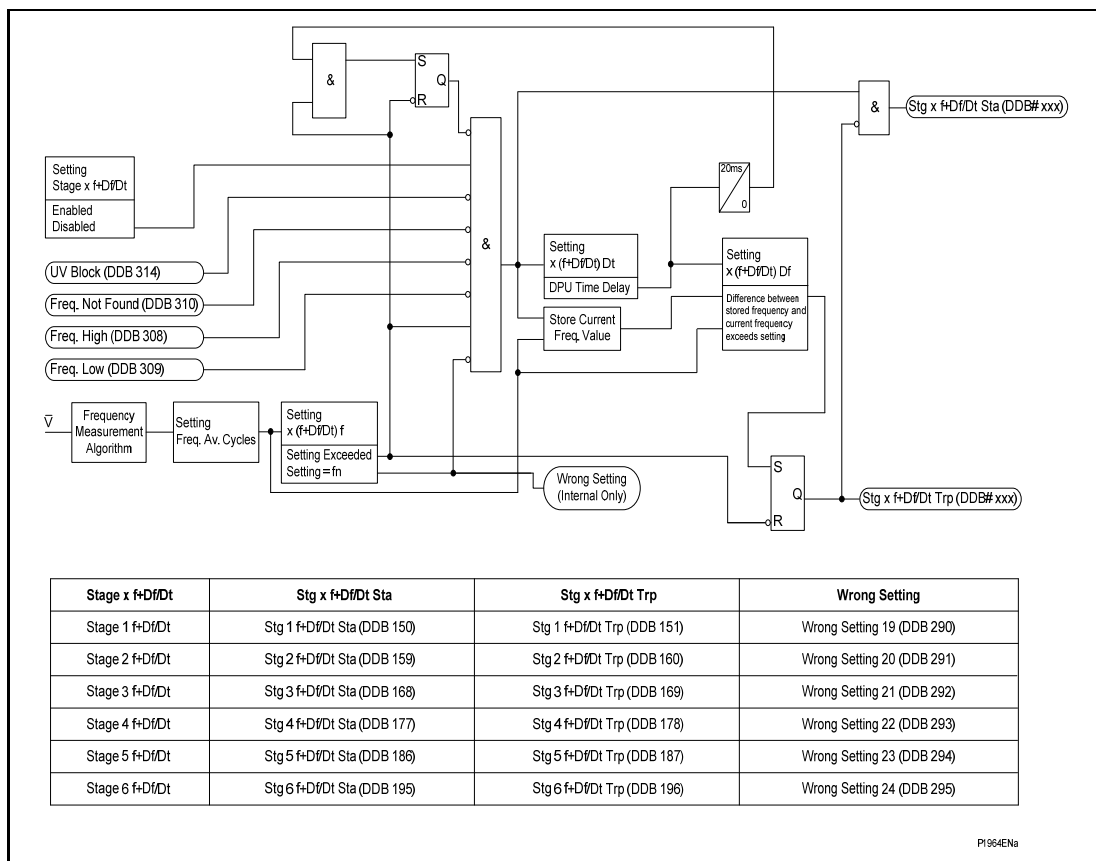 &
S
Q
R
&
Stg x f+Df/Dt Sta (DDB# xxx)
Setting
Stage x f+Df/Dt
Enabled
Disabled
20ms
0
&
Setting
x (f+Df/Dt) Dt
DPU Time Delay
Setting
x (f+Df/Dt) Df
Difference between
stored frequency and
current frequency
exceeds setting
UV Block (DDB 314)
Freq. Not Found (DDB 310)
Freq. High (DDB 308)
Freq. Low (DDB 309)
Store Current
Freq. Value
V̅
Frequency
Measurement
Algorithm
Setting
Freq. Av. Cycles
Setting
x (f+Df/Dt) f
Setting Exceeded
Setting = fn
Wrong Setting
(Internal Only)
S
Q
R
Stg x f+Df/Dt Trp (DDB# xxx)
Stage x f+Df/Dt Stg x f+Df/Dt Sta Stg x f+Df/Dt Trp Wrong Setting
Stage 1 f+Df/Dt Stg 1 f+Df/Dt Sta (DDB 150) Stg 1 f+Df/Dt Trp (DDB 151) Wrong Setting 19 (DDB 290)
Stage 2 f+Df/Dt Stg 2 f+Df/Dt Sta (DDB 159) Stg 2 f+Df/Dt Trp (DDB 160) Wrong Setting 20 (DDB 291)
Stage 3 f+Df/Dt Stg 3 f+Df/Dt Sta (DDB 168) Stg 3 f+Df/Dt Trp (DDB 169) Wrong Setting 21 (DDB 292)
Stage 4 f+Df/Dt Stg 4 f+Df/Dt Sta (DDB 177) Stg 4 f+Df/Dt Trp (DDB 178) Wrong Setting 22 (DDB 293)
Stage 5 f+Df/Dt Stg 5 f+Df/Dt Sta (DDB 186) Stg 5 f+Df/Dt Trp (DDB 187) Wrong Setting 23 (DDB 294)
Stage 6 f+Df/Dt Stg 6 f+Df/Dt Sta (DDB 195) Stg 6 f+Df/Dt Trp (DDB 196) Wrong Setting 24 (DDB 295)
P1964ENa